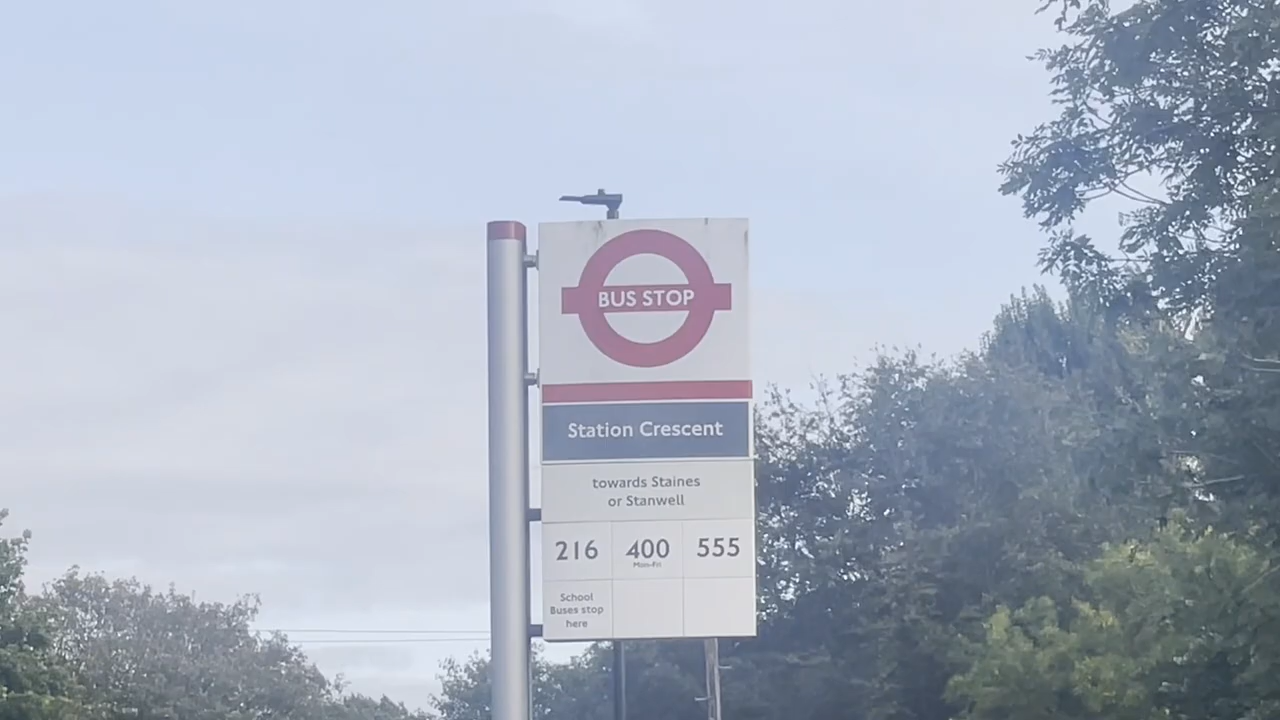 BUS STOP
Station Crescent
towards Staines
or Stanwell
216 400 555
Mon-Fri
School
Buses stop
here